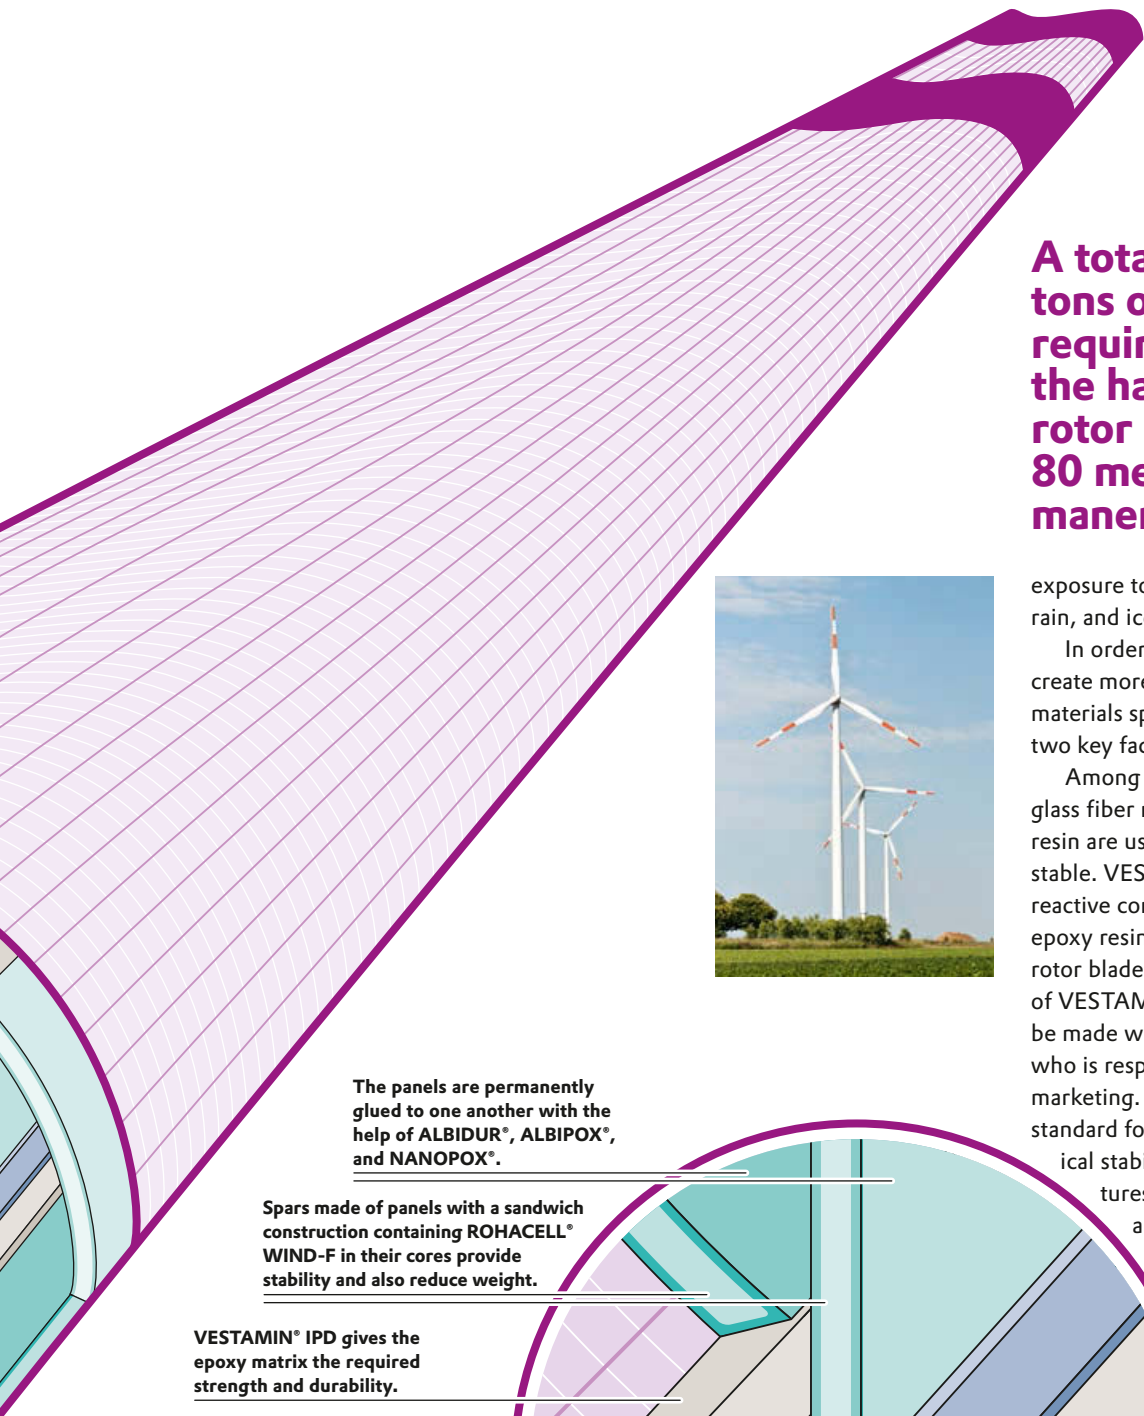 A tota
tons o
requir
the ha
rotor
80 me
maner
exposure to
rain, and ice
In order
create more
materials sp
two key fac
Among
glass fiber r
resin are us
stable. VES
reactive cor
epoxy resin
rotor blade
of VESTAM
be made w
who is resp
marketing.
standard fo
ical stabi
tures
a
The panels are permanently
glued to one another with the
help of ALBIDUR®, ALBIPOX®,
and NANOPOX®.
Spars made of panels with a sandwich
construction containing ROHACELL®
WIND-F in their cores provide
stability and also reduce weight.
VESTAMIN® IPD gives the
epoxy matrix the required
strength and durability.